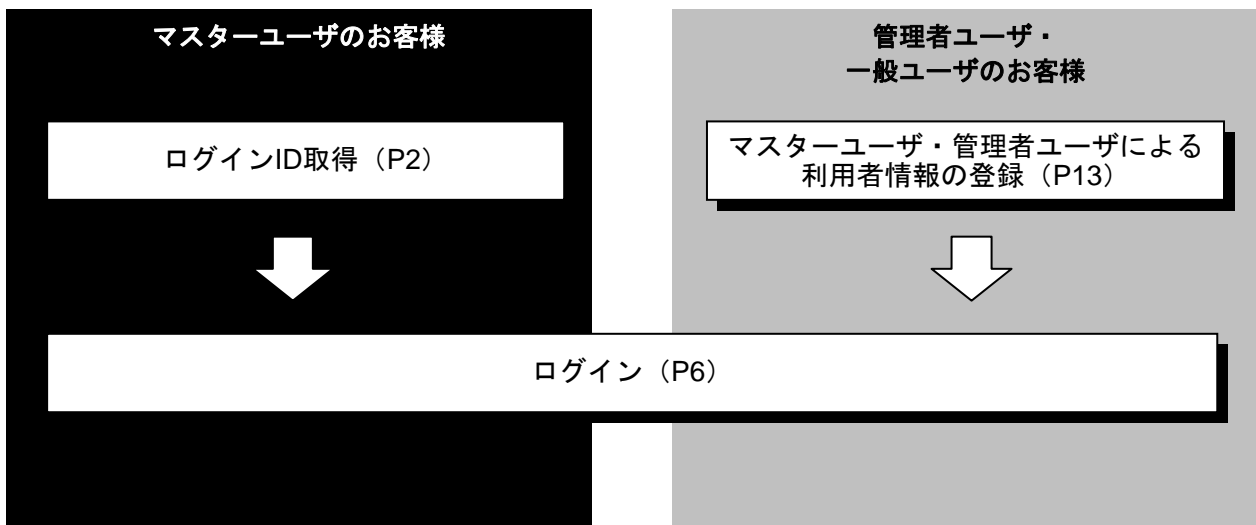 マスターユーザのお客様
管理者ユーザ・
一般ユーザのお客様
ログインID取得（P2）
マスターユーザ・管理者ユーザによる
利用者情報の登録（P13）
ログイン（P6）